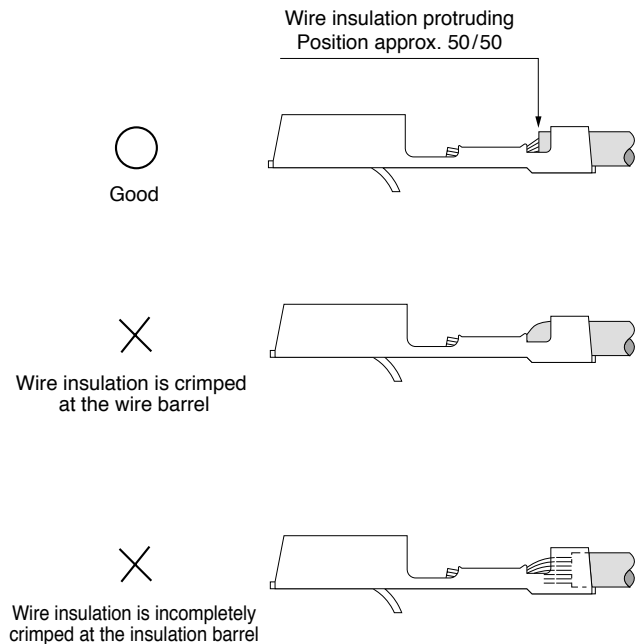 Wire insulation protruding
Position approx. 50/50
Good
Wire insulation is crimped
at the wire barrel
Wire insulation is incompletely
crimped at the insulation barrel